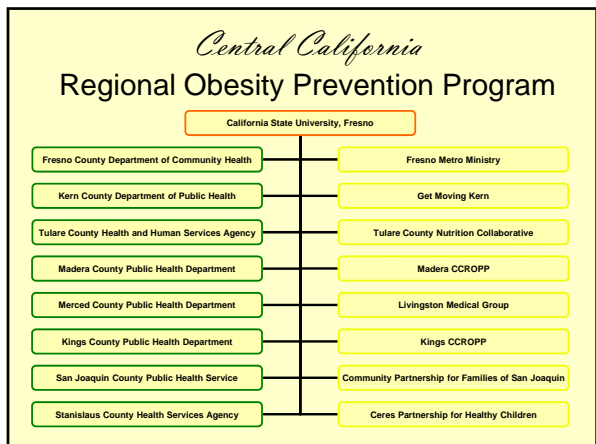 Central California
Regional Obesity Prevention Program
California State University, Fresno
Fresno County Department of Community Health
Fresno Metro Ministry
Kern County Department of Public Health
Get Moving Kern
Tulare County Health and Human Services Agency
Tulare County Nutrition Collaborative
Madera County Public Health Department
Madera CCROPP
Merced County Public Health Department
Livingston Medical Group
Kings County Public Health Department
Kings CCROPP
San Joaquin County Public Health Service
Community Partnership for Families of San Joaquin
Stanislaus County Health Services Agency
Ceres Partnership for Healthy Children